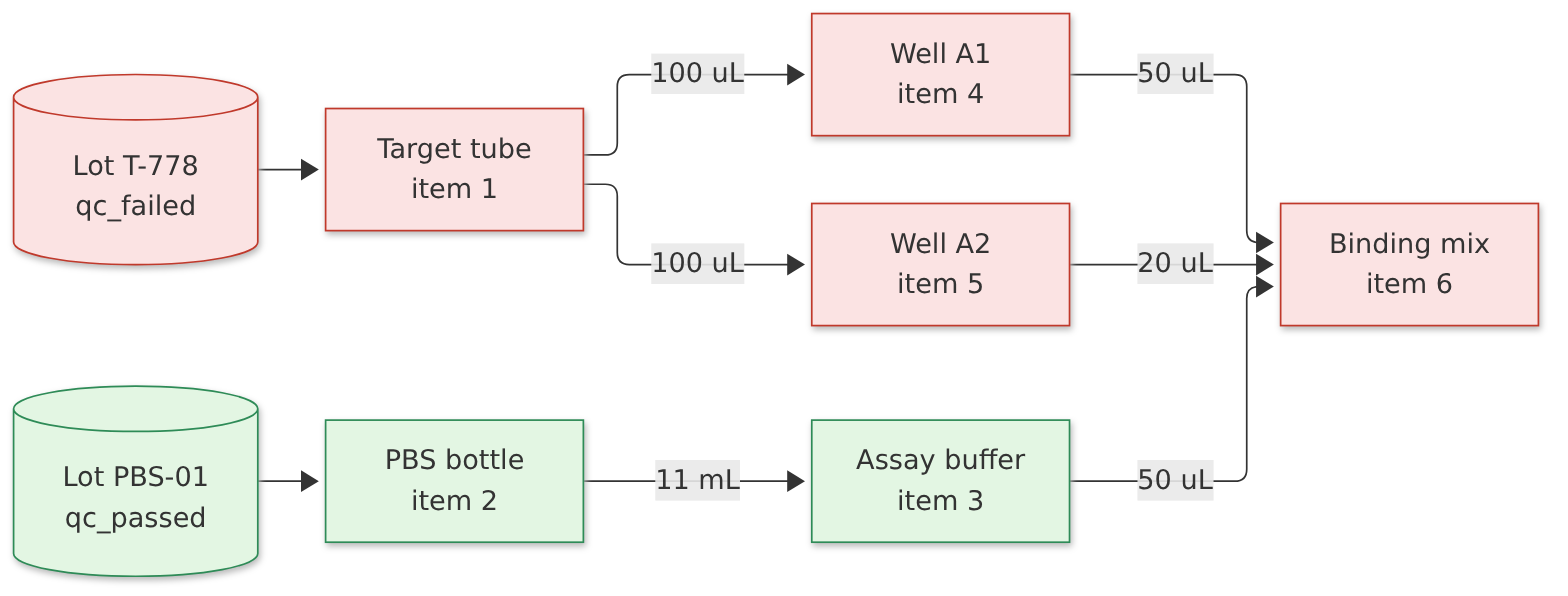 Lot T-778
qc_failed
Target tube
item 1
100 uL
100 uL
Well A1
item 4
50 uL
Well A2
item 5
20 uL
Binding mix
item 6
Lot PBS-01
qc_passed
PBS bottle
item 2
11 mL
Assay buffer
item 3
50 uL